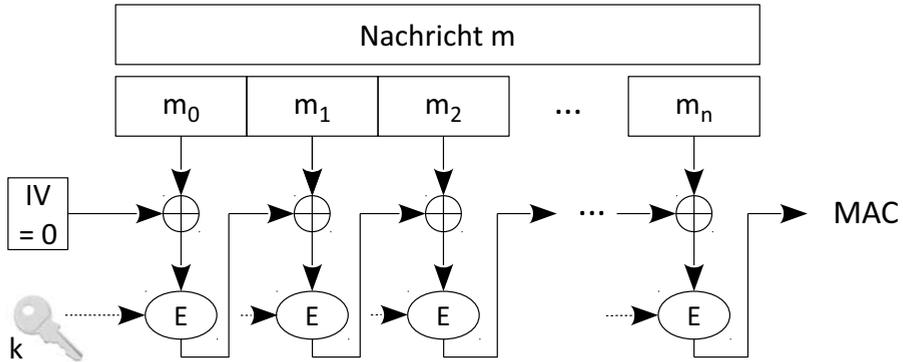 Nachricht m
m₀ m₁ m₂ ... mₙ
IV
= 0
... MAC
E E E E
k